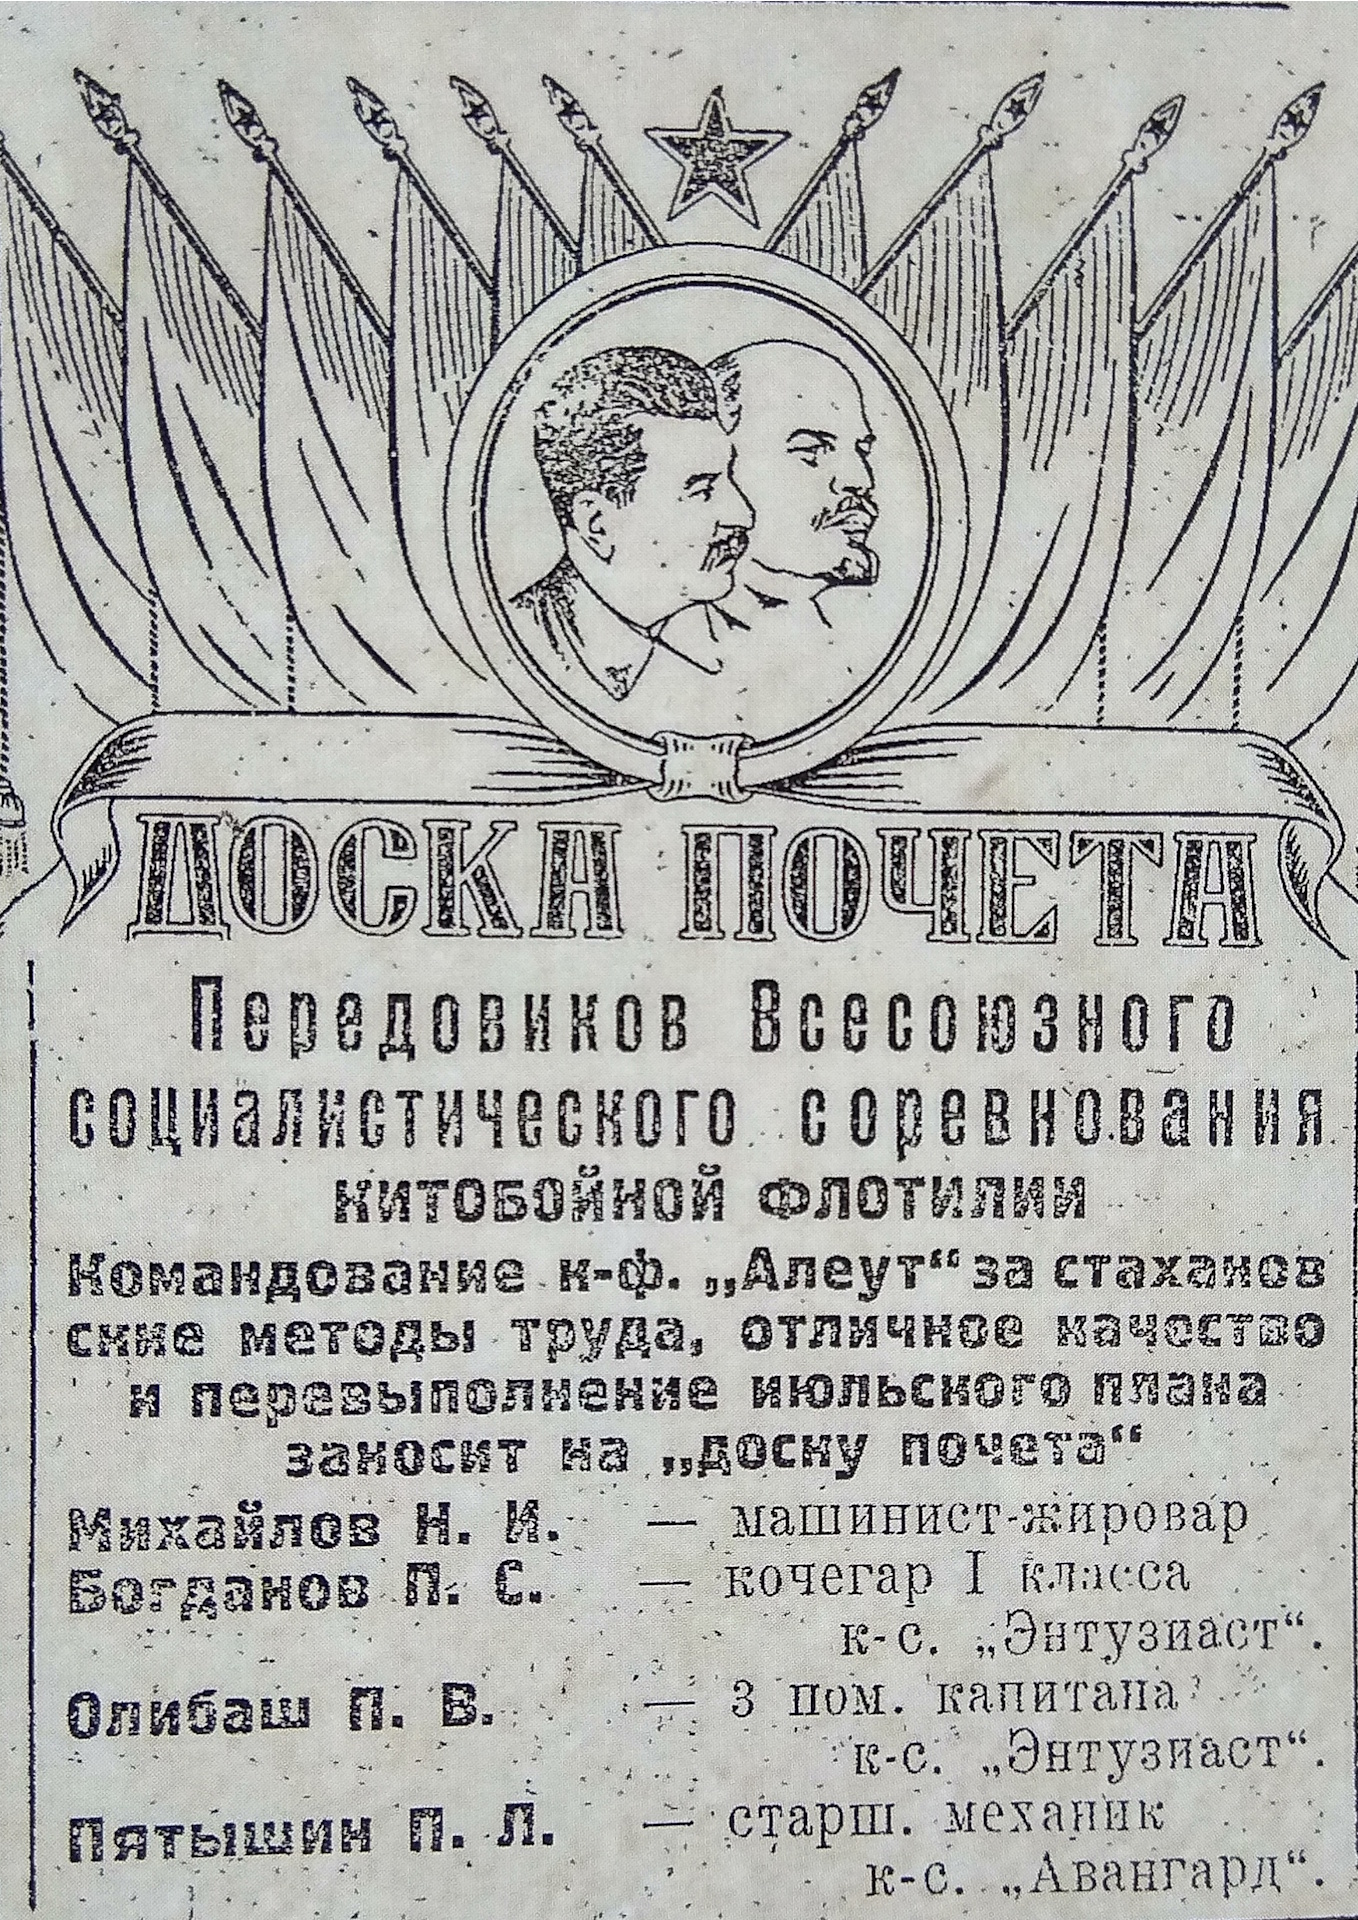 ДОСКА ПОЧЕТА
Передовиков Всесоюзного
социалистического соревнования
китобойной флотилии
Командование к-ф. „Алеут“ за стаханов
ские методы труда, отличное качество
и перевыполнение июльского плана
заносит на „доску почета“
Михайлов Н. И. — машинист-жировар
Богданов П. С. — кочегар I класса
к-с. „Энтузиаст“.
Олибаш П. В. — 3 пом. капитана
к-с. „Энтузиаст“.
Пятышин П. Л. — старш. механик
к-с. „Авангард“.